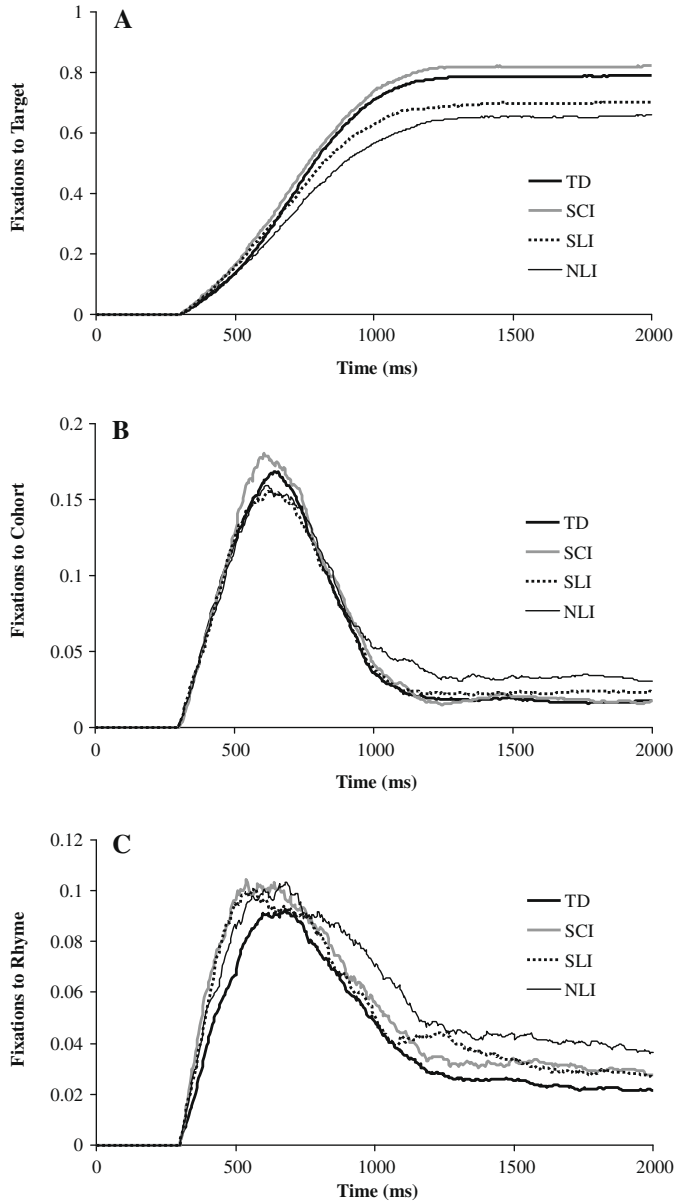 A
Fixations to Target
1
0.8
0.6
0.4
0.2
0
0 500 1000 1500 2000
Time (ms)
TD
SCI
SLI
NLI
B
Fixations to Cohort
0.2
0.15
0.1
0.05
0
0 500 1000 1500 2000
Time (ms)
TD
SCI
SLI
NLI
C
Fixations to Rhyme
0.12
0.1
0.08
0.06
0.04
0.02
0
0 500 1000 1500 2000
Time (ms)
TD
SCI
SLI
NLI